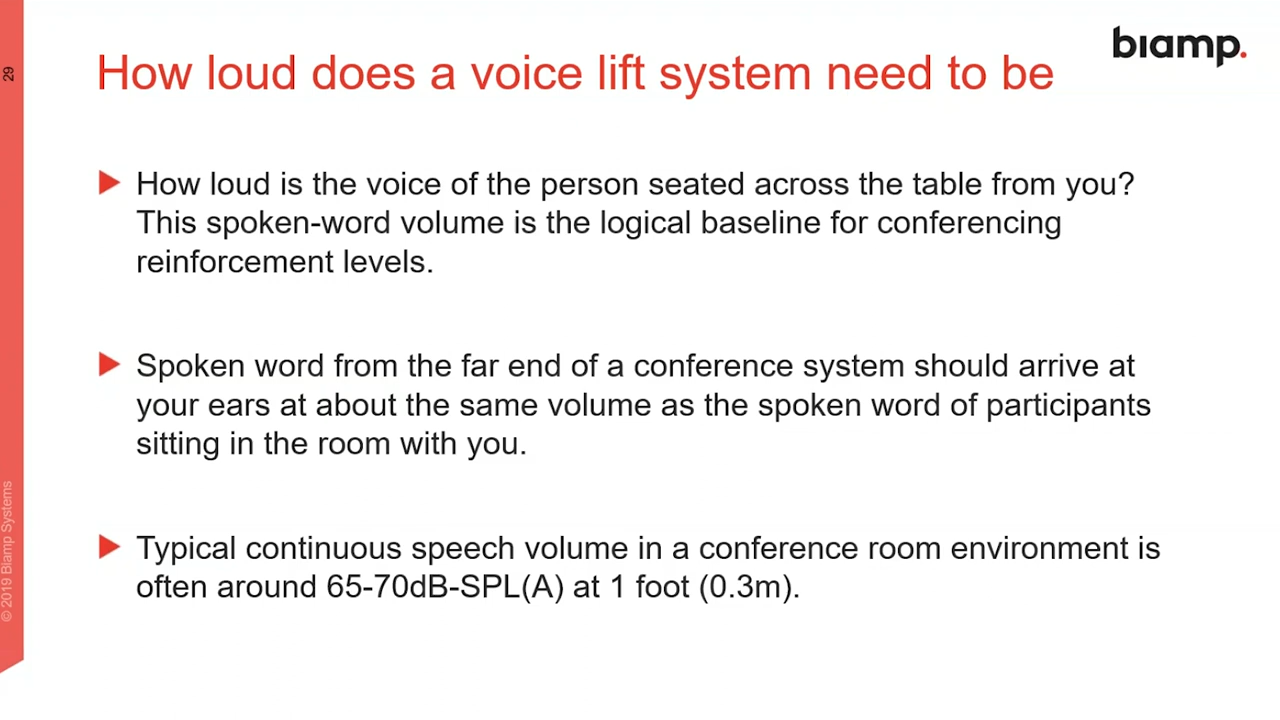 biamp.
29
How loud does a voice lift system need to be
How loud is the voice of the person seated across the table from you?
This spoken-word volume is the logical baseline for conferencing
reinforcement levels.
Spoken word from the far end of a conference system should arrive at
your ears at about the same volume as the spoken word of participants
sitting in the room with you.
Typical continuous speech volume in a conference room environment is
often around 65-70dB-SPL(A) at 1 foot (0.3m).
© 2019 Biamp Systems